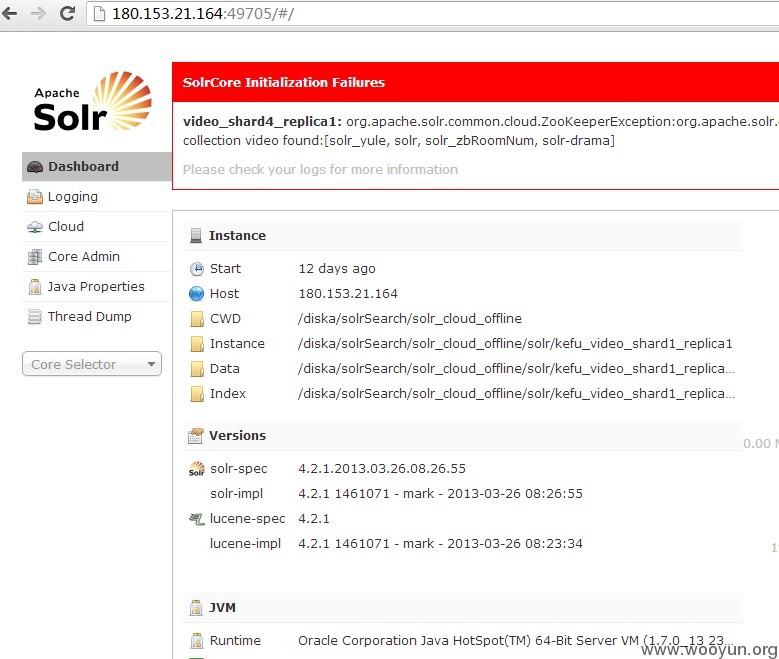 180.153.21.164:49705/#/
Apache
Solr
SolrCore Initialization Failures
video_shard4_replica1: org.apache.solr.common.cloud.ZooKeeperException:org.apache.solr.
collection video found:[solr_yule, solr, solr_zbRoomNum, solr-drama]
Please check your logs for more information
Dashboard
Logging
Cloud
Core Admin
Java Properties
Thread Dump
Core Selector
Instance
Start 12 days ago
Host 180.153.21.164
CWD /diska/solrSearch/solr_cloud_offline
Instance /diska/solrSearch/solr_cloud_offline/solr/kefu_video_shard1_replica1
Data /diska/solrSearch/solr_cloud_offline/solr/kefu_video_shard1_replica...
Index /diska/solrSearch/solr_cloud_offline/solr/kefu_video_shard1_replica...
Versions
0.00
solr-spec 4.2.1.2013.03.26.08.26.55
solr-impl 4.2.1 1461071 - mark - 2013-03-26 08:26:55
lucene-spec 4.2.1
lucene-impl 4.2.1 1461071 - mark - 2013-03-26 08:23:34
JVM
Runtime Oracle Corporation Java HotSpot(TM) 64-Bit Server VM (1.7.0_13 23...
www.wooyun.org